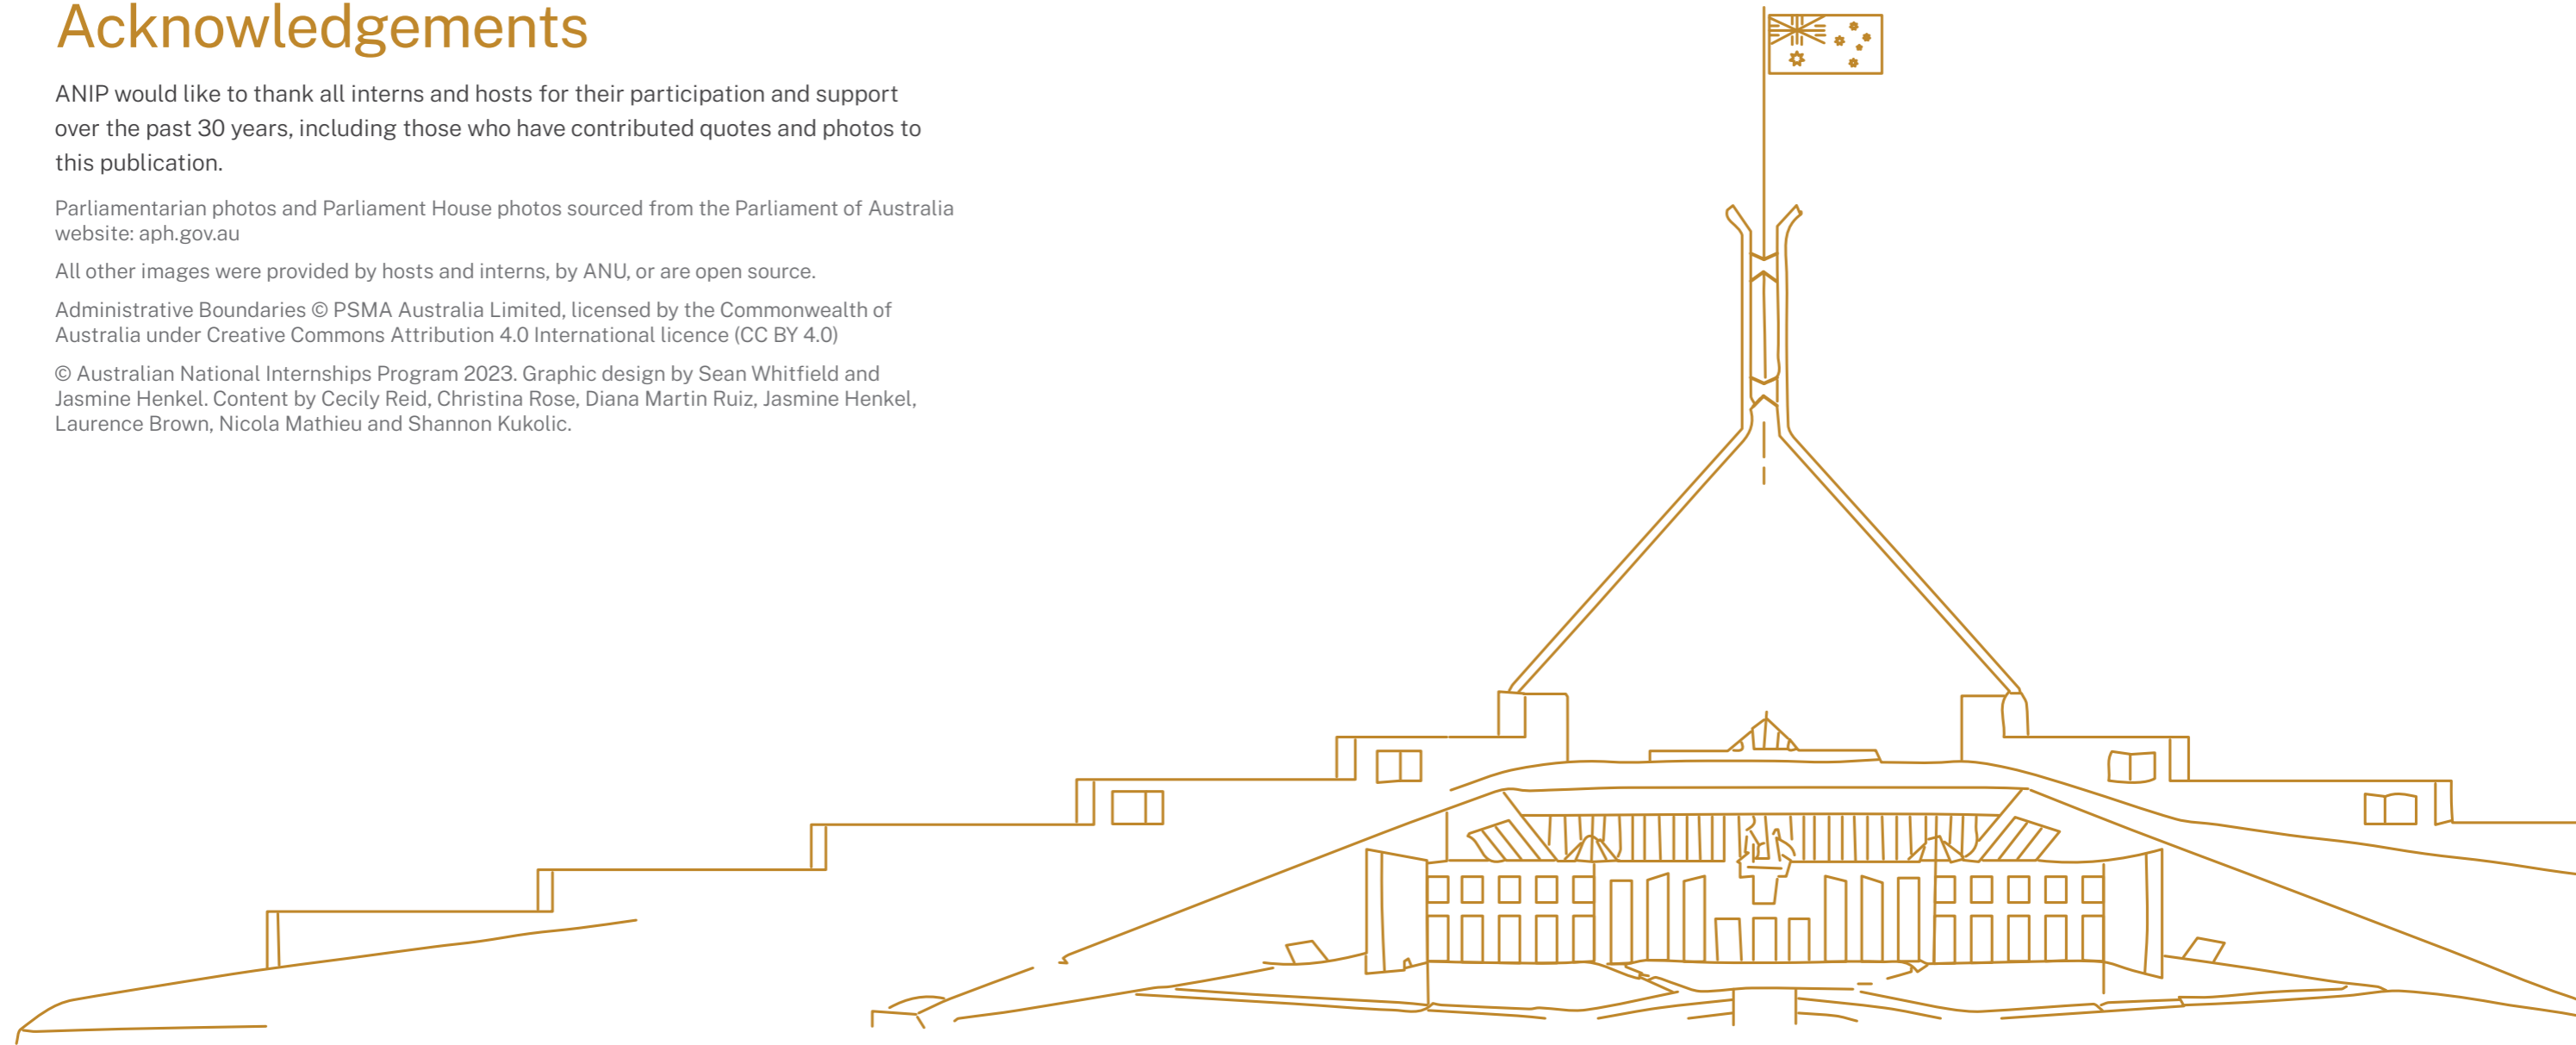 Acknowledgements
ANIP would like to thank all interns and hosts for their participation and support
over the past 30 years, including those who have contributed quotes and photos to
this publication.
Parliamentarian photos and Parliament House photos sourced from the Parliament of Australia
website: aph.gov.au
All other images were provided by hosts and interns, by ANU, or are open source.
Administrative Boundaries © PSMA Australia Limited, licensed by the Commonwealth of
Australia under Creative Commons Attribution 4.0 International licence (CC BY 4.0)
© Australian National Internships Program 2023. Graphic design by Sean Whitfield and
Jasmine Henkel. Content by Cecily Reid, Christina Rose, Diana Martin Ruiz, Jasmine Henkel,
Laurence Brown, Nicola Mathieu and Shannon Kukolic.